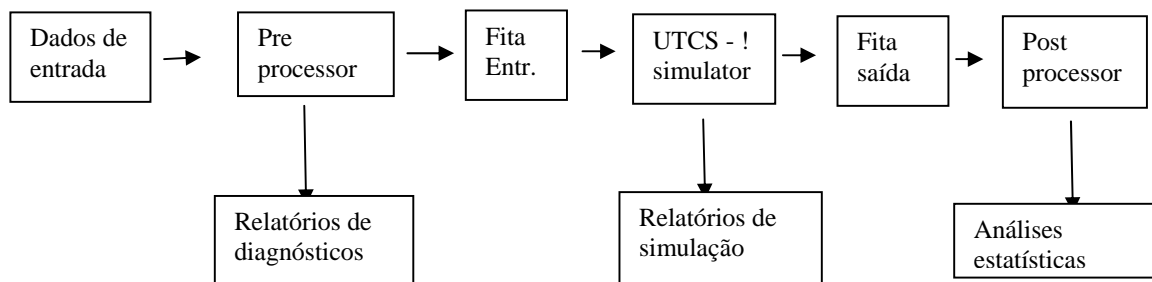 Dados de
entrada
Pre
processor
Fita
Entr.
UTCS - !
simulator
Fita
saída
Post
processor
Relatórios de
diagnósticos
Relatórios de
simulação
Análises
estatísticas